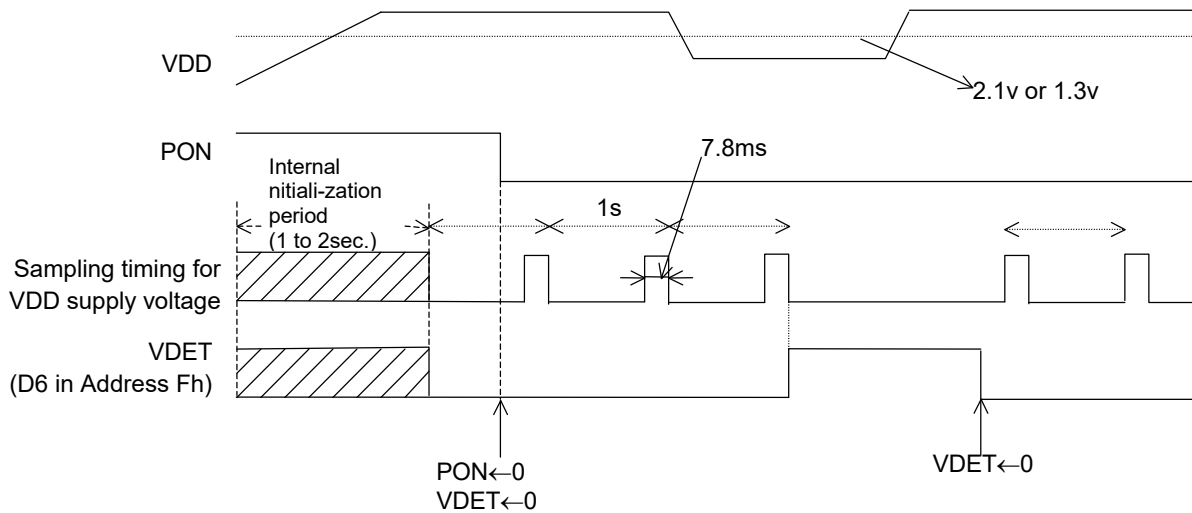 VDD
2.1v or 1.3v
PON
7.8ms
Internal
nitiali-zation
period
(1 to 2sec.)
1s
Sampling timing for
VDD supply voltage
VDET
(D6 in Address Fh)
PON←0
VDET←0
VDET←0